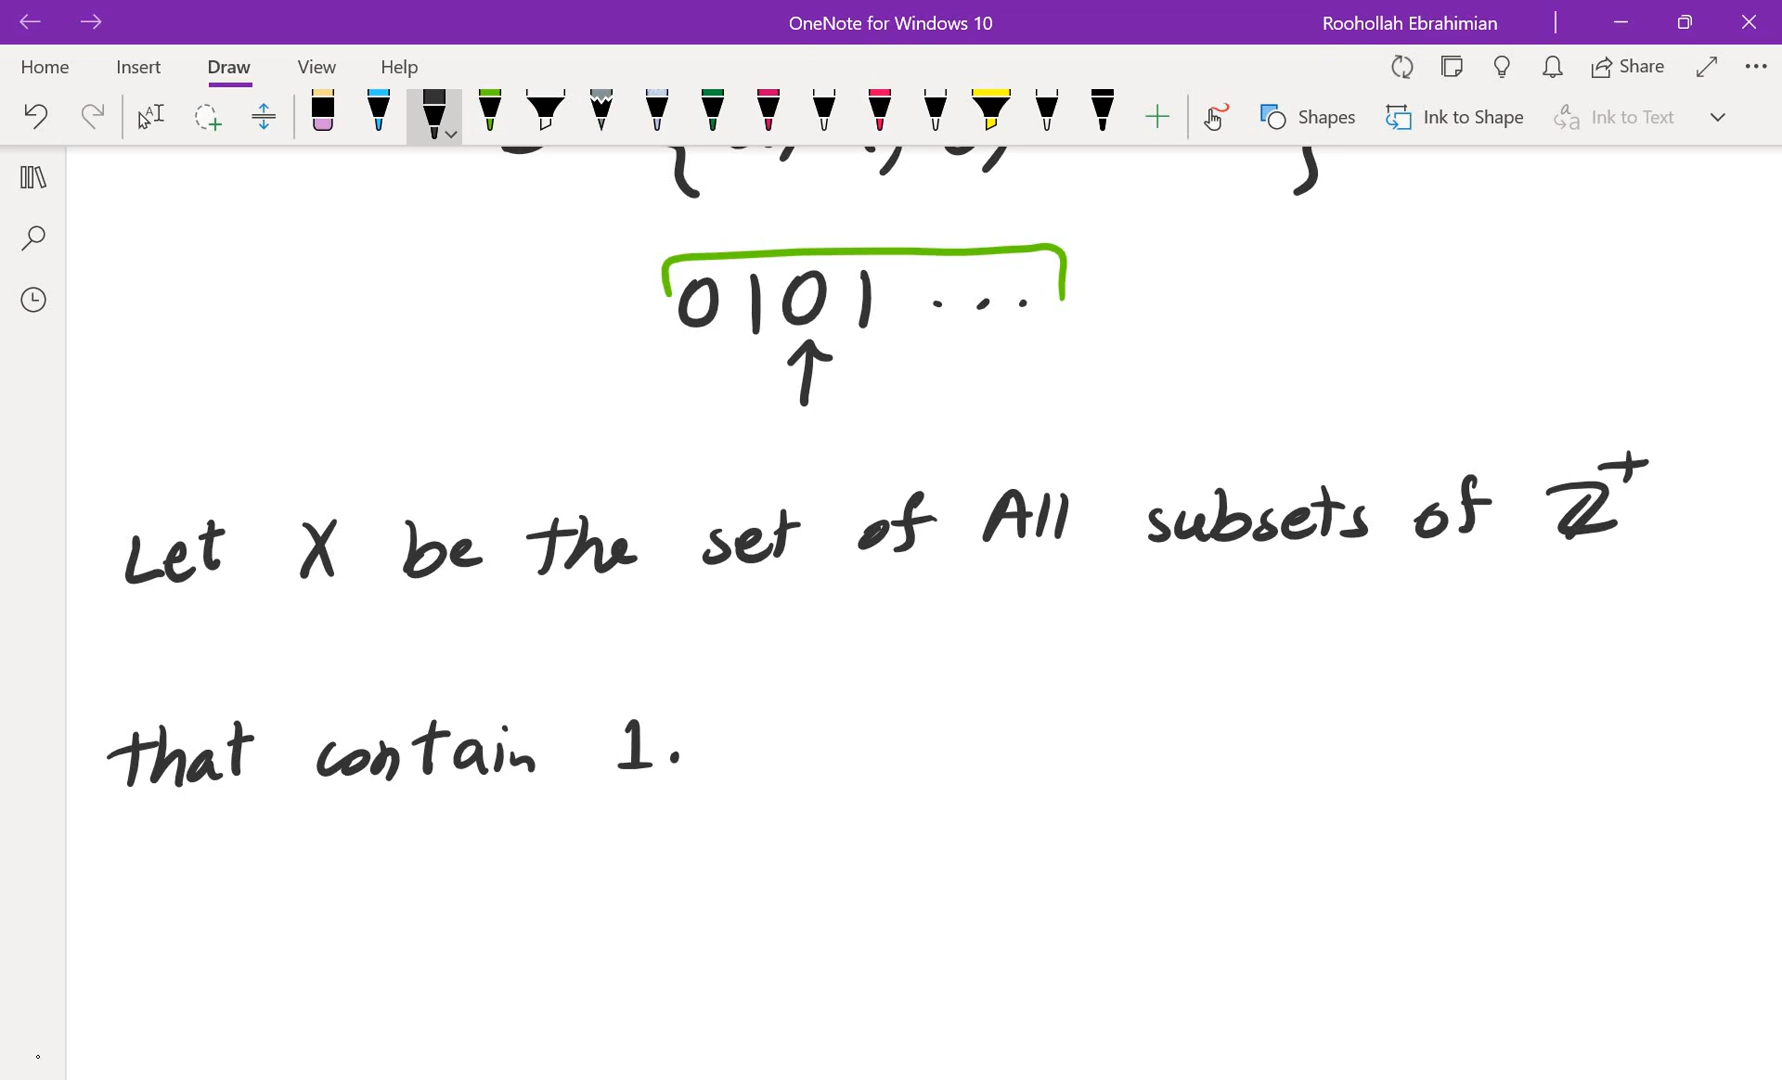 OneNote for Windows 10
Roohollah Ebrahimian
Home Insert Draw View Help
Share
Shapes Ink to Shape Ink to Text
0101 ...
Let X be the set of All subsets of ℤ⁺
that contain 1.